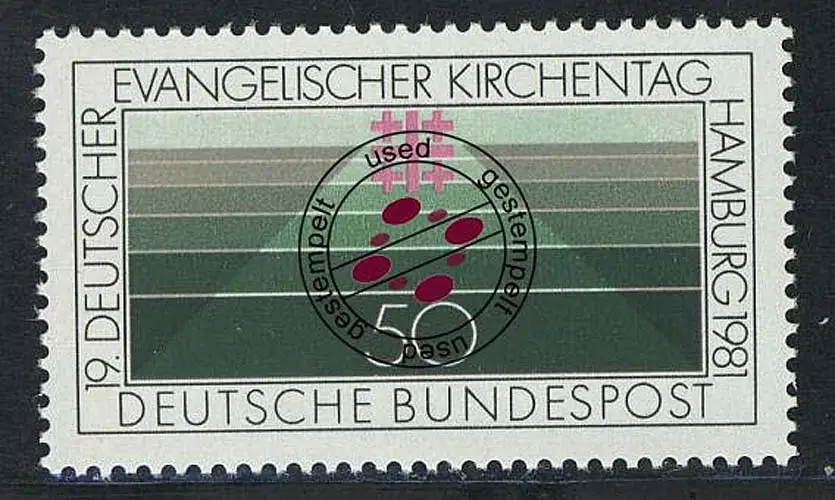 19. DEUTSCHER
EVANGELISCHER KIRCHENTAG
HAMBURG 1981
used
gestempelt
used
gestempelt
50
DEUTSCHE BUNDESPOST